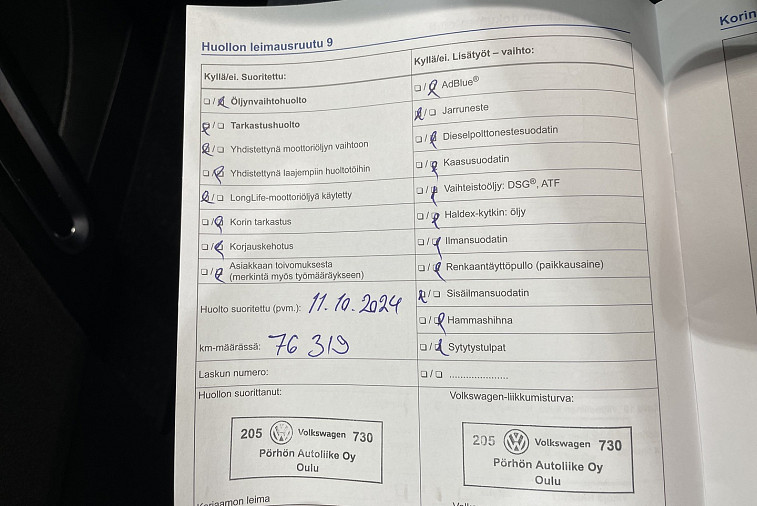 Huollon leimausruutu 9
Kyllä/ei. Suoritettu:
☐/☐ Öljynvaihtohuolto
☐/☐ Tarkastushuolto
☐/☐ Yhdistettynä moottoriöljyn vaihtoon
☐/☐ Yhdistettynä laajempiin huoltotöihin
☐/☐ LongLife-moottoriöljyä käytetty
☐/☐ Korin tarkastus
☐/☐ Korjauskehotus
☐/☐ Asiakkaan toivomuksesta
(merkintä myös työmääräykseen)
Huolto suoritettu (pvm.): 11.10.2024
km-määrässä: 76 319
Laskun numero:
Huollon suorittanut:
205 Volkswagen 730
Pörhön Autoliike Oy
Oulu
Korjaamon leima
Kyllä/ei. Lisätyöt – vaihto:
☐/☐ AdBlue®
☐/☐ Jarruneste
☐/☐ Dieselpolttonestesuodatin
☐/☐ Kaasusuodatin
☐/☐ Vaihteistoöljy: DSG®, ATF
☐/☐ Haldex-kytkin: öljy
☐/☐ Ilmansuodatin
☐/☐ Renkaantäyttöpullo (paikkausaine)
☐/☐ Sisäilmansuodatin
☐/☐ Hammashihna
☐/☐ Sytytystulpat
☐/☐ .....................
Volkswagen-liikkumisturva:
205 Volkswagen 730
Pörhön Autoliike Oy
Oulu
Korin